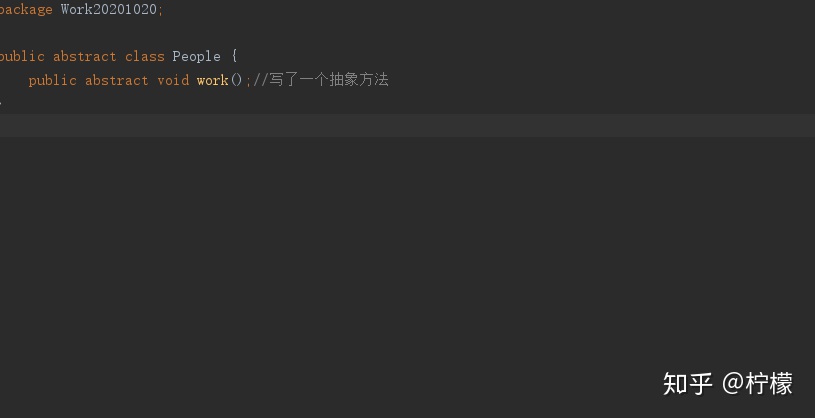 package Work20201020;
public abstract class People {
public abstract void work();//写了一个抽象方法
知乎 @柠檬